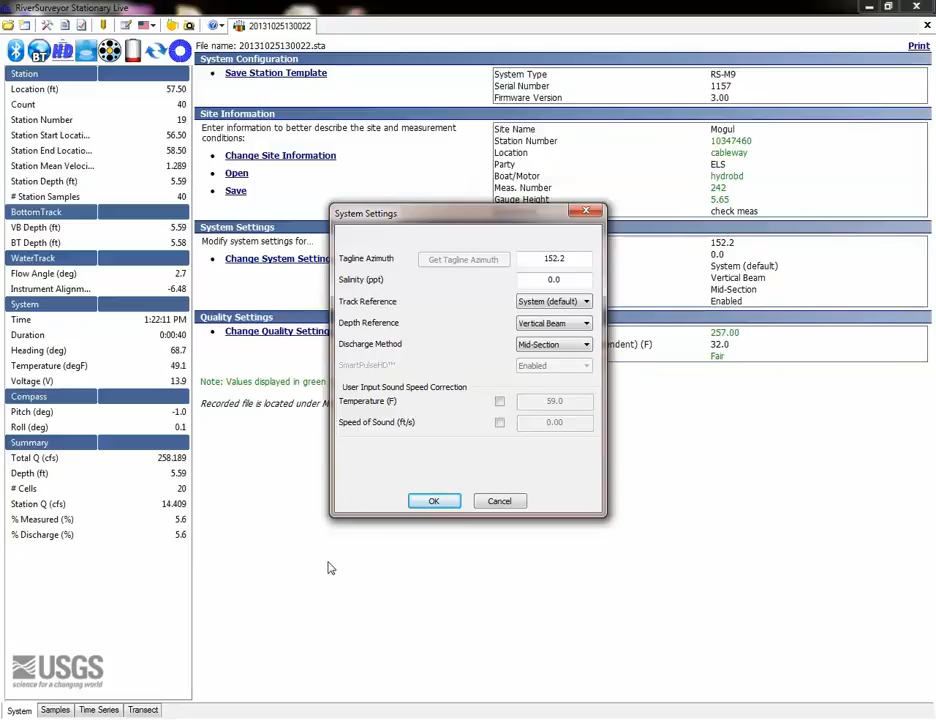 RiverSurveyor Stationary Live
20131025130022
BT HD
File name: 20131025130022.sta
Print
Station
Location (ft) 57.50
Count 40
Station Number 19
Station Start Locati... 56.50
Station End Locatio... 58.50
Station Mean Veloci... 1.289
Station Depth (ft) 5.59
# Station Samples 40
BottomTrack
VB Depth (ft) 5.59
BT Depth (ft) 5.58
WaterTrack
Flow Angle (deg) 2.7
Instrument Alignm... -6.48
System
Time 1:22:11 PM
Duration 0:00:40
Heading (deg) 68.7
Temperature (degF) 49.1
Voltage (V) 13.9
Compass
Pitch (deg) -1.0
Roll (deg) 0.1
Summary
Total Q (cfs) 258.189
Depth (ft) 5.59
# Cells 20
Station Q (cfs) 14.409
% Measured (%) 5.6
% Discharge (%) 5.6
USGS
science for a changing world
System Configuration
Save Station Template
System Type RS-M9
Serial Number 1157
Firmware Version 3.00
Site Information
Enter information to better describe the site and measurement
conditions:
Change Site Information
Open
Save
Site Name Mogul
Station Number 10347460
Location cableway
Party ELS
Boat/Motor hydrobd
Meas. Number 242
Gauge Height 5.65
check meas
System Settings
Modify system settings for...
Change System Setting
152.2
0.0
System (default)
Vertical Beam
Mid-Section
Enabled
Quality Settings
Change Quality Setting
257.00
endent) (F) 32.0
Fair
Note: Values displayed in green
Recorded file is located under M
System Settings
Tagline Azimuth Get Tagline Azimuth 152.2
Salinity (ppt) 0.0
Track Reference System (default)
Depth Reference Vertical Beam
Discharge Method Mid-Section
SmartPulseHD™ Enabled
User Input Sound Speed Correction
Temperature (F) 59.0
Speed of Sound (ft/s) 0.00
OK Cancel
System Samples Time Series Transect